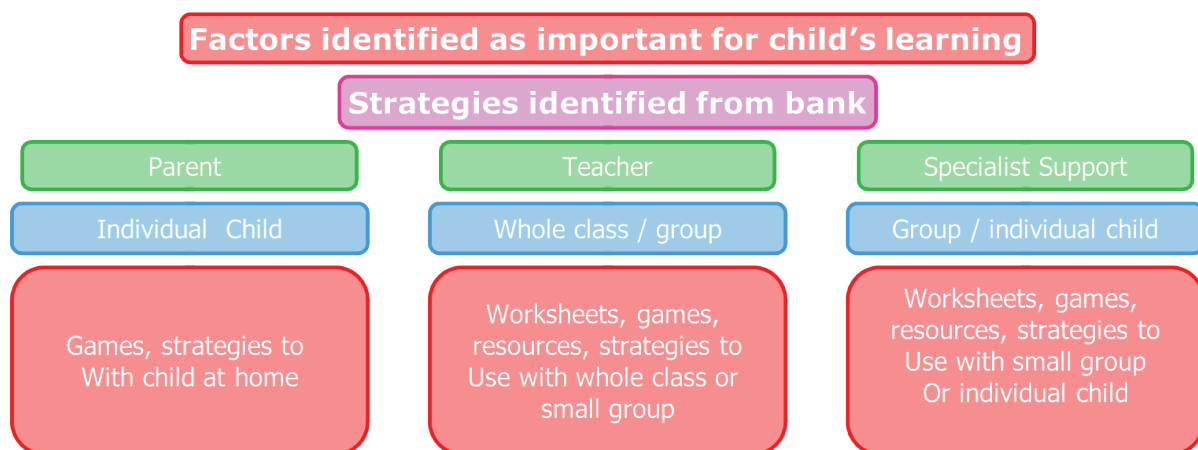 Factors identified as important for child’s learning
Strategies identified from bank
Parent
Teacher
Specialist Support
Individual Child
Whole class / group
Group / individual child
Games, strategies to
With child at home
Worksheets, games,
resources, strategies to
Use with whole class or
small group
Worksheets, games,
resources, strategies to
Use with small group
Or individual child